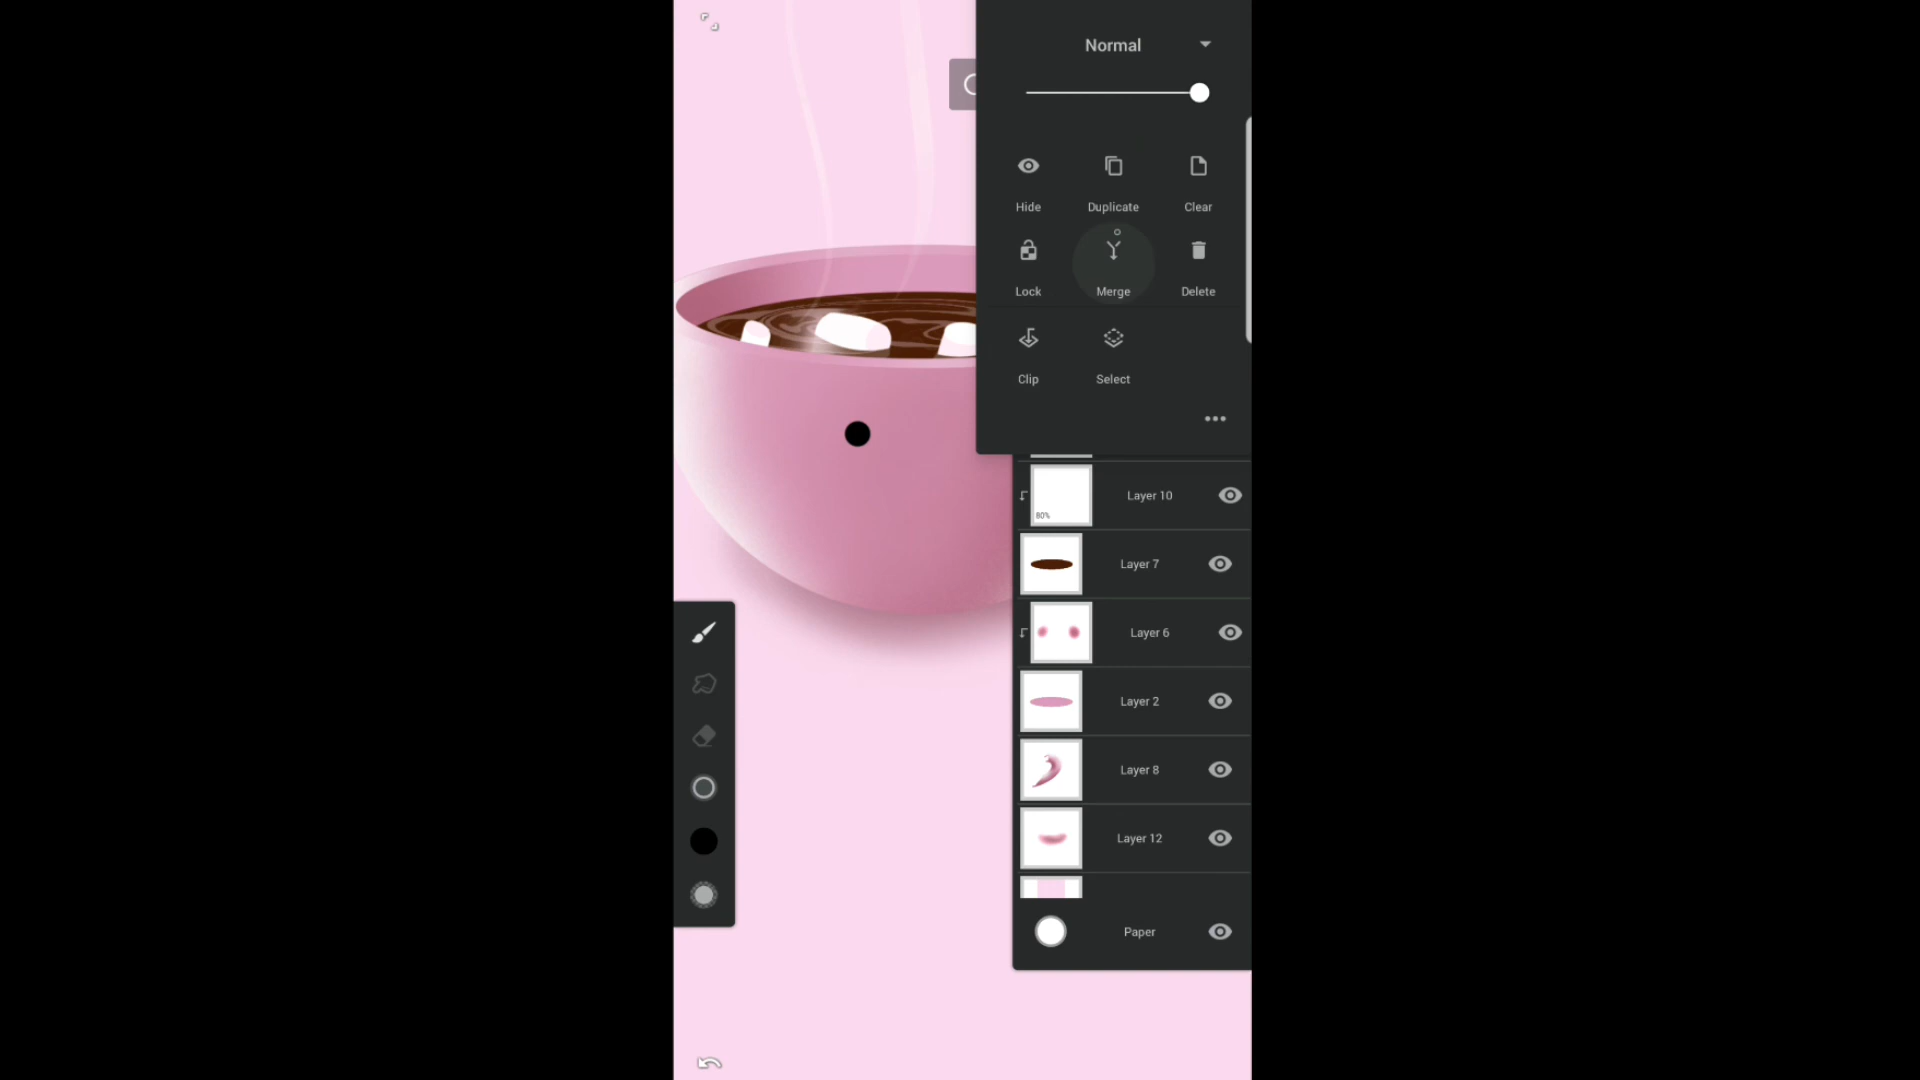 Normal
Hide
Duplicate
Clear
Lock
Merge
Delete
Clip
Select
Layer 10
80%
Layer 7
Layer 6
Layer 2
Layer 8
Layer 12
Paper